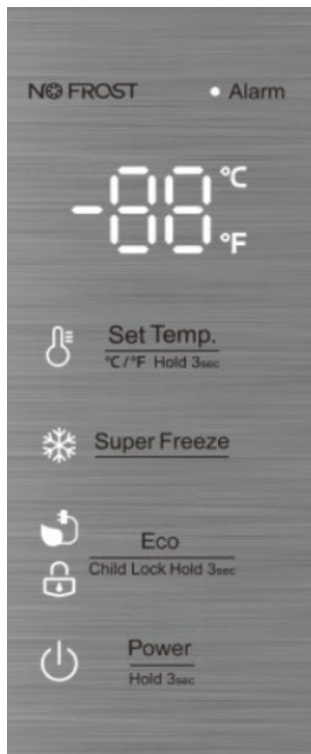 NO FROST
Alarm
-88 °C
°F
Set Temp.
°C/°F Hold 3sec
Super Freeze
Eco
Child Lock Hold 3sec
Power
Hold 3sec